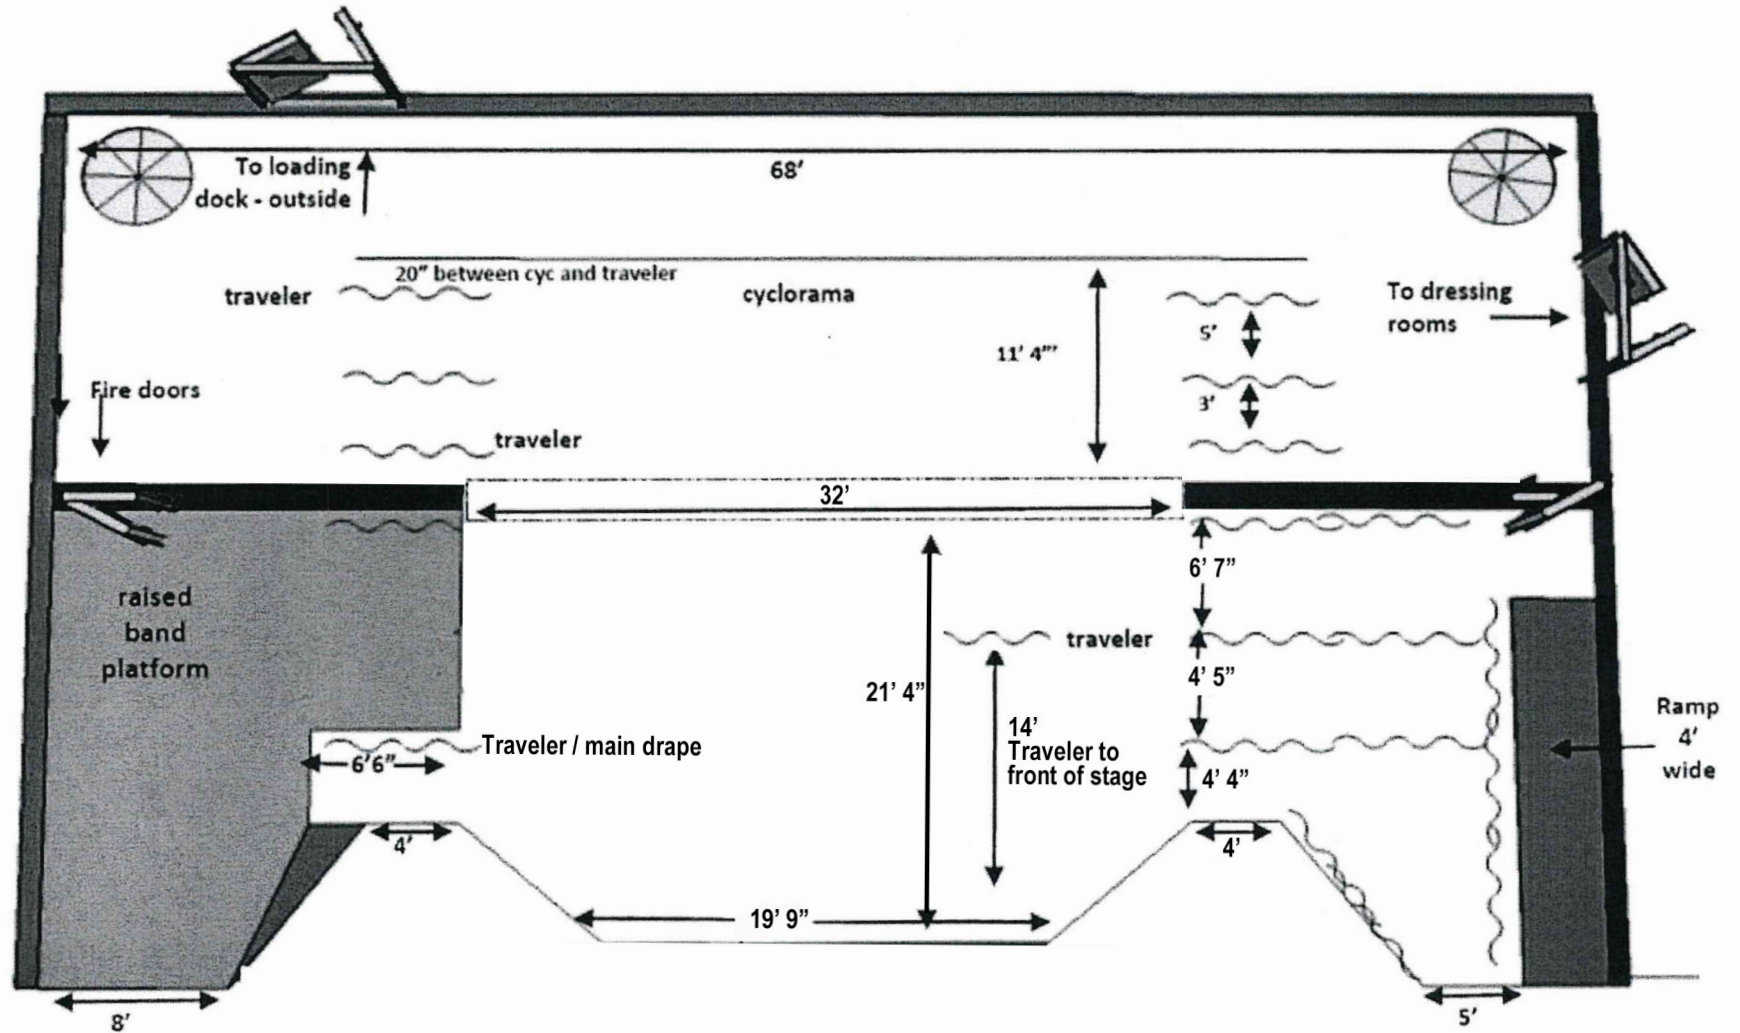 68’
To loading
dock - outside
20” between cyc and traveler
traveler
cyclorama
To dressing
rooms
5’
11’ 4”’
Fire doors
3’
traveler
32’
6’ 7”
raised
band
platform
traveler
4’ 5”
21’ 4”
Ramp
4’
wide
14’
Traveler to
front of stage
Traveler / main drape
6’6”
4’ 4”
4’
4’
19’ 9”
8’
5’